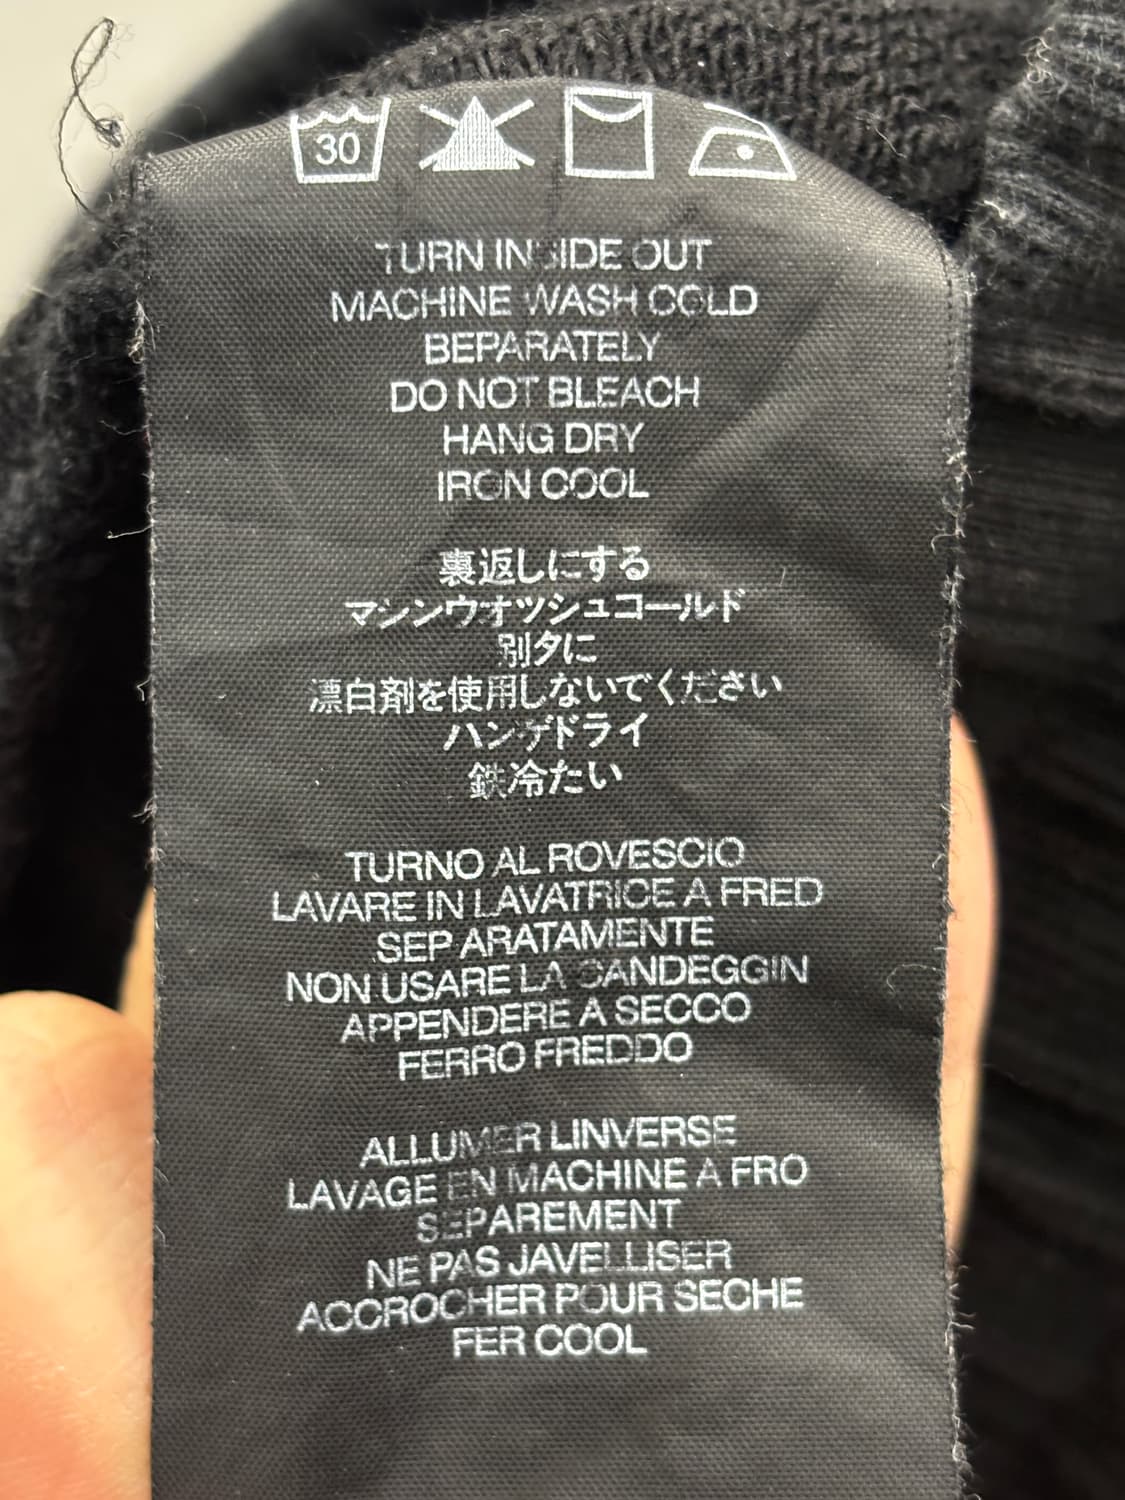 30
TURN INSIDE OUT
MACHINE WASH COLD
BEPARATELY
DO NOT BLEACH
HANG DRY
IRON COOL
裏返しにする
マシンウオツシュコールド
別タに
漂白剤を使用しないでください
ハンゲドライ
鉄冷たい
TURNO AL ROVESCIO
LAVARE IN LAVATRICE A FRED
SEP ARATAMENTE
NON USARE LA CANDEGGIN
APPENDERE A SECCO
FERRO FREDDO
ALLUMER LINVERSE
LAVAGE EN MACHINE A FRO
SEPAREMENT
NE PAS JAVELLISER
ACCROCHER POUR SECHE
FER COOL